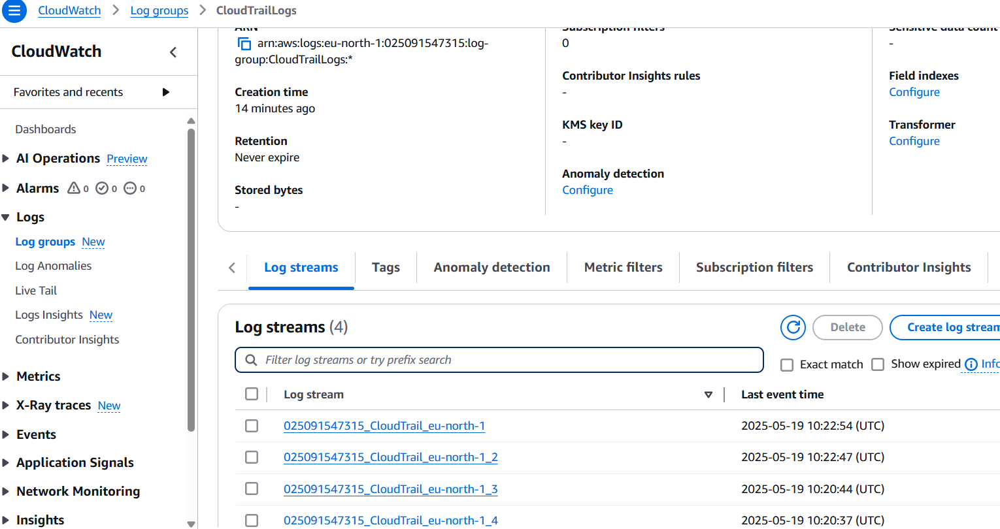 CloudWatch > Log groups > CloudTrailLogs
CloudWatch
Favorites and recents
Dashboards
AI Operations Preview
Alarms 0 0 0
Logs
Log groups New
Log Anomalies
Live Tail
Logs Insights New
Contributor Insights
Metrics
X-Ray traces New
Events
Application Signals
Network Monitoring
Insights
ARN
arn:aws:logs:eu-north-1:025091547315:log-
group:CloudTrailLogs:*
Creation time
14 minutes ago
Retention
Never expire
Stored bytes
-
Subscription filters
0
Contributor Insights rules
-
KMS key ID
-
Anomaly detection
Configure
Sensitive data count
-
Field indexes
Configure
Transformer
Configure
Log streams Tags Anomaly detection Metric filters Subscription filters Contributor Insights
Log streams (4)
Delete
Create log stream
Filter log streams or try prefix search
Exact match Show expired Info
Log stream Last event time
025091547315_CloudTrail_eu-north-1 2025-05-19 10:22:54 (UTC)
025091547315_CloudTrail_eu-north-1_2 2025-05-19 10:22:47 (UTC)
025091547315_CloudTrail_eu-north-1_3 2025-05-19 10:20:44 (UTC)
025091547315_CloudTrail_eu-north-1_4 2025-05-19 10:20:37 (UTC)